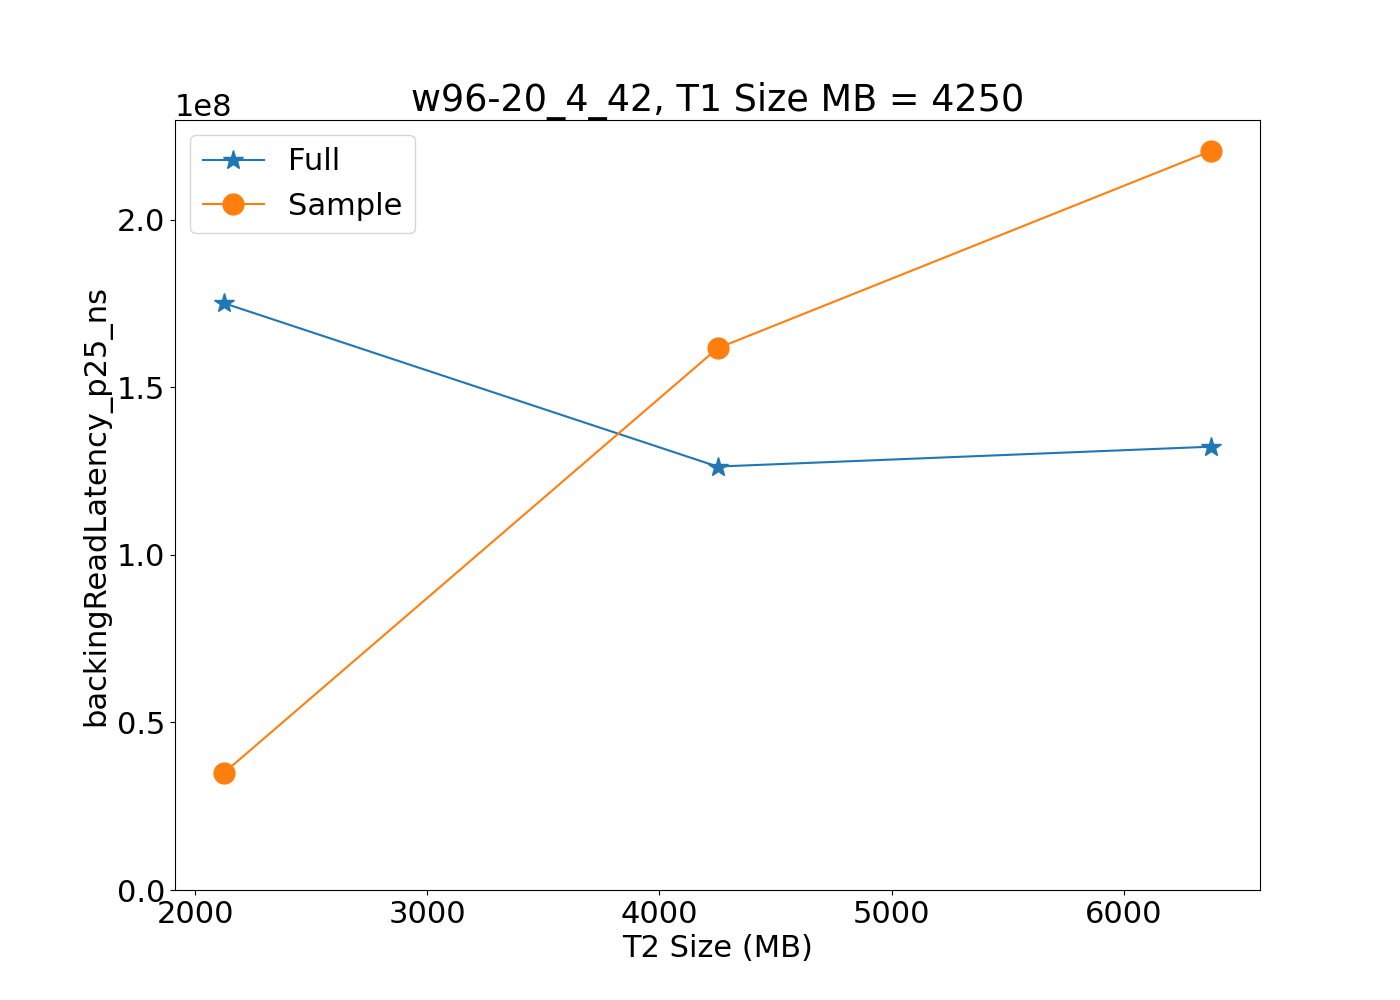 w96-20_4_42, T1 Size MB = 4250
1e8
Full
Sample
2.0
1.5
1.0
0.5
0.0
backingReadLatency_p25_ns
2000 3000 4000 5000 6000
T2 Size (MB)